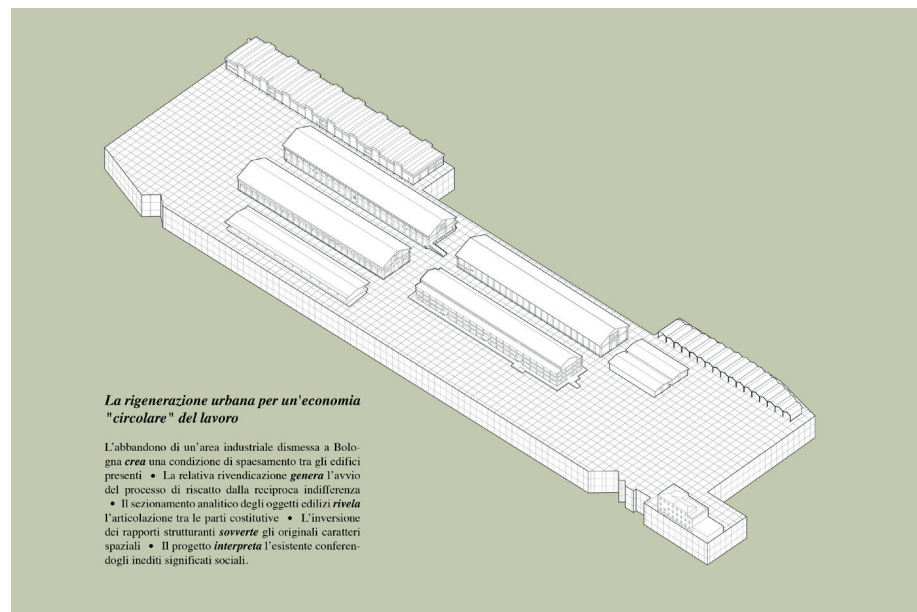 La rigenerazione urbana per un'economia
"circolare" del lavoro
L'abbandono di un'area industriale dismessa a Bolo-
gna crea una condizione di spaesamento tra gli edifici
presenti • La relativa rivendicazione genera l'avvio
del processo di riscatto dalla reciproca indifferenza
• Il sezionamento analitico degli oggetti edilizi rivela
l'articolazione tra le parti costitutive • L'inversione
dei rapporti strutturanti sovverte gli originali caratteri
spaziali • Il progetto interpreta l'esistente conferen-
dogli inediti significati sociali.